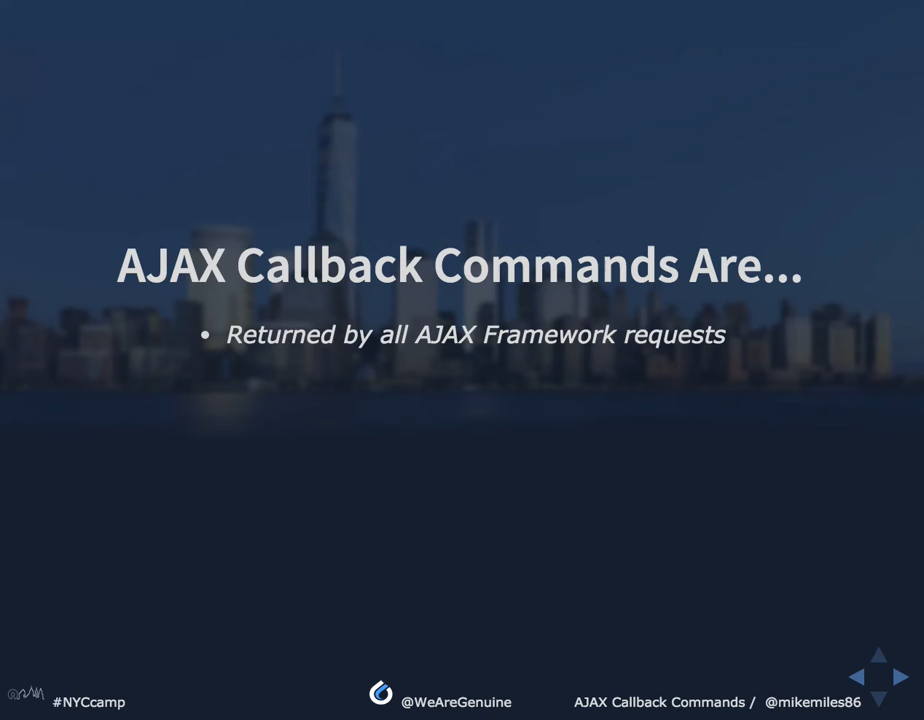 AJAX Callback Commands Are...
• Returned by all AJAX Framework requests
#NYCcamp
@WeAreGenuine
AJAX Callback Commands / @mikemiles86